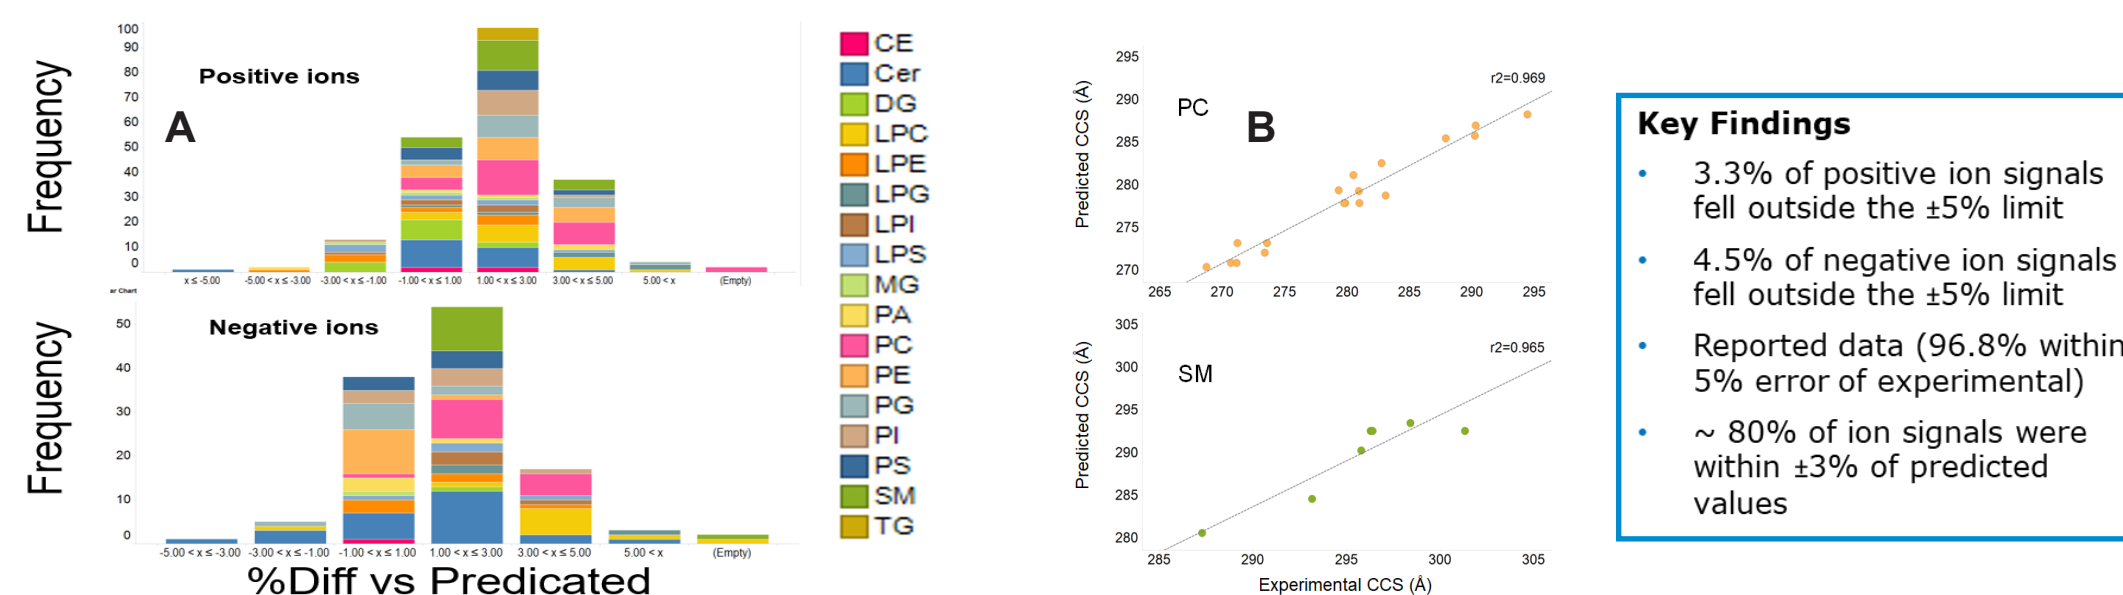 Frequency
100
90
80
70
60
50
40
30
20
10
0
Positive ions
A
x ≤ -5.00
-5.00 < x ≤ -3.00
-3.00 < x ≤ -1.00
-1.00 < x ≤ 1.00
1.00 < x ≤ 3.00
3.00 < x ≤ 5.00
5.00 < x
(Empty)
er Chart
Frequency
50
40
30
20
10
0
Negative ions
-5.00 < x ≤ -3.00
-3.00 < x ≤ -1.00
-1.00 < x ≤ 1.00
1.00 < x ≤ 3.00
3.00 < x ≤ 5.00
5.00 < x
(Empty)
%Diff vs Predicated
CE
Cer
DG
LPC
LPE
LPG
LPI
LPS
MG
PA
PC
PE
PG
PI
PS
SM
TG
Predicted CCS (Å)
295
290
285
280
275
270
PC
B
r2=0.969
265
270
275
280
285
290
295
Predicted CCS (Å)
305
300
295
290
285
280
SM
r2=0.965
285
290
295
300
305
Experimental CCS (Å)
Key Findings
• 3.3% of positive ion signals
fell outside the ±5% limit
• 4.5% of negative ion signals
fell outside the ±5% limit
• Reported data (96.8% within
5% error of experimental)
• ~ 80% of ion signals were
within ±3% of predicted
values